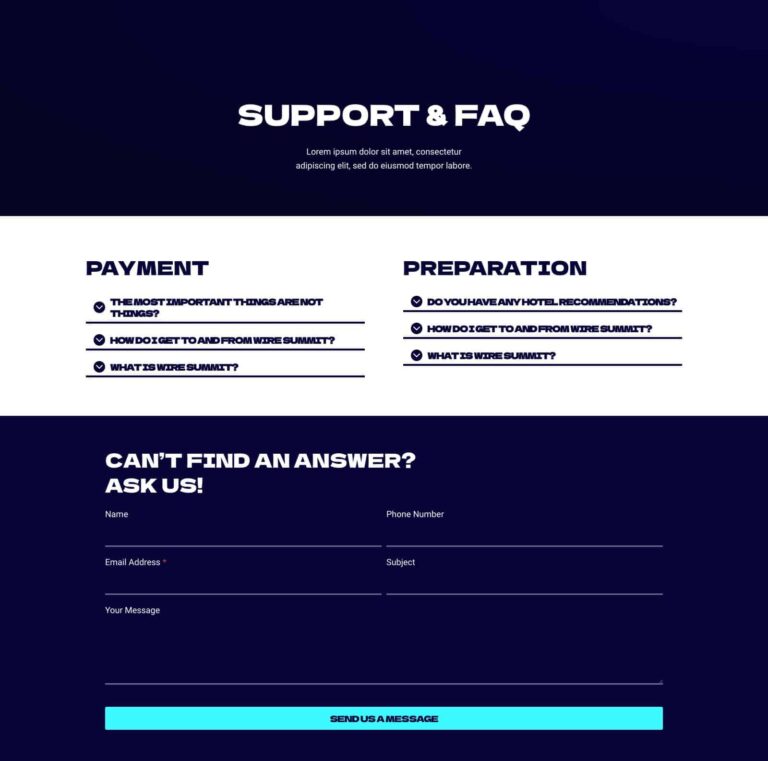 SUPPORT & FAQ
Lorem ipsum dolor sit amet, consectetur
adipiscing elit, sed do eiusmod tempor labore.
PAYMENT
THE MOST IMPORTANT THINGS ARE NOT
THINGS?
HOW DO I GET TO AND FROM WIRE SUMMIT?
WHAT IS WIRE SUMMIT?
PREPARATION
DO YOU HAVE ANY HOTEL RECOMMENDATIONS?
HOW DO I GET TO AND FROM WIRE SUMMIT?
WHAT IS WIRE SUMMIT?
CAN'T FIND AN ANSWER?
ASK US!
Name
Phone Number
Email Address *
Subject
Your Message
SEND US A MESSAGE